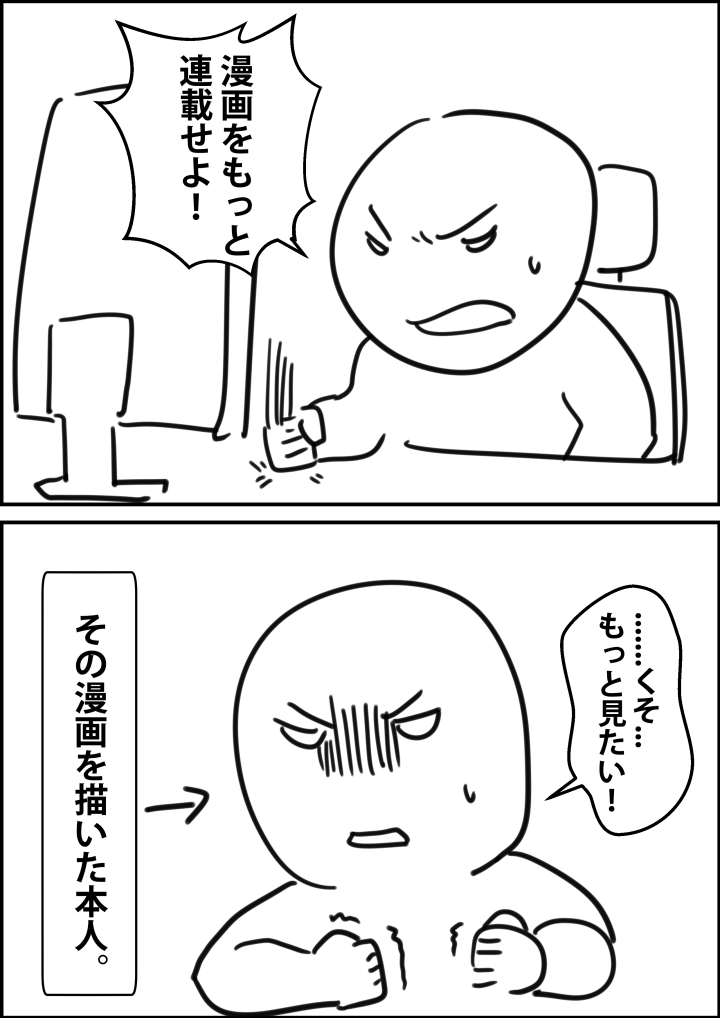 漫画をもっと
連載せよ！
……くそ…
もっと見たい！
その漫画を描いた本人。